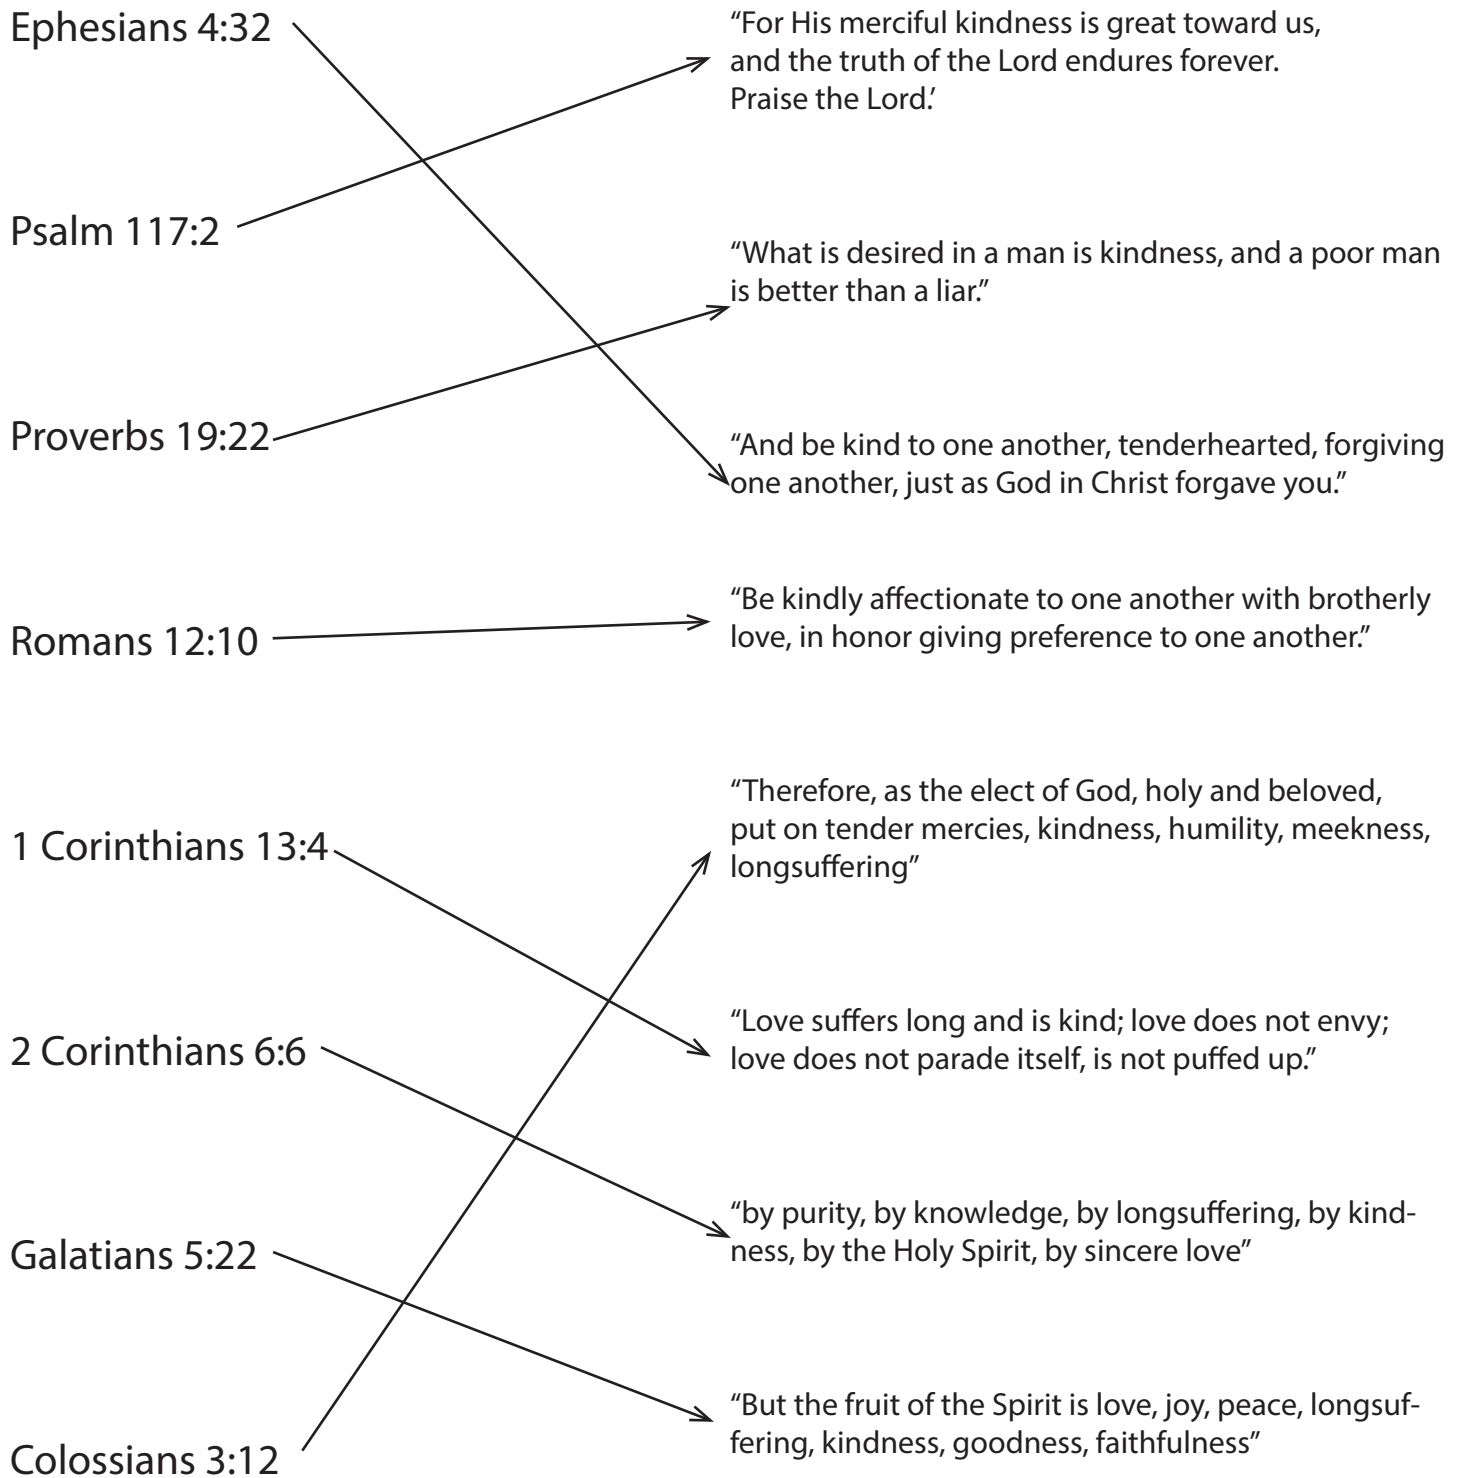 Ephesians 4:32
Psalm 117:2
Proverbs 19:22
Romans 12:10
1 Corinthians 13:4
2 Corinthians 6:6
Galatians 5:22
Colossians 3:12
“For His merciful kindness is great toward us,
and the truth of the Lord endures forever.
Praise the Lord.’
“What is desired in a man is kindness, and a poor man
is better than a liar.”
“And be kind to one another, tenderhearted, forgiving
one another, just as God in Christ forgave you.”
“Be kindly affectionate to one another with brotherly
love, in honor giving preference to one another.”
“Therefore, as the elect of God, holy and beloved,
put on tender mercies, kindness, humility, meekness,
longsuffering”
“Love suffers long and is kind; love does not envy;
love does not parade itself, is not puffed up.”
“by purity, by knowledge, by longsuffering, by kind-
ness, by the Holy Spirit, by sincere love”
“But the fruit of the Spirit is love, joy, peace, longsuf-
fering, kindness, goodness, faithfulness”